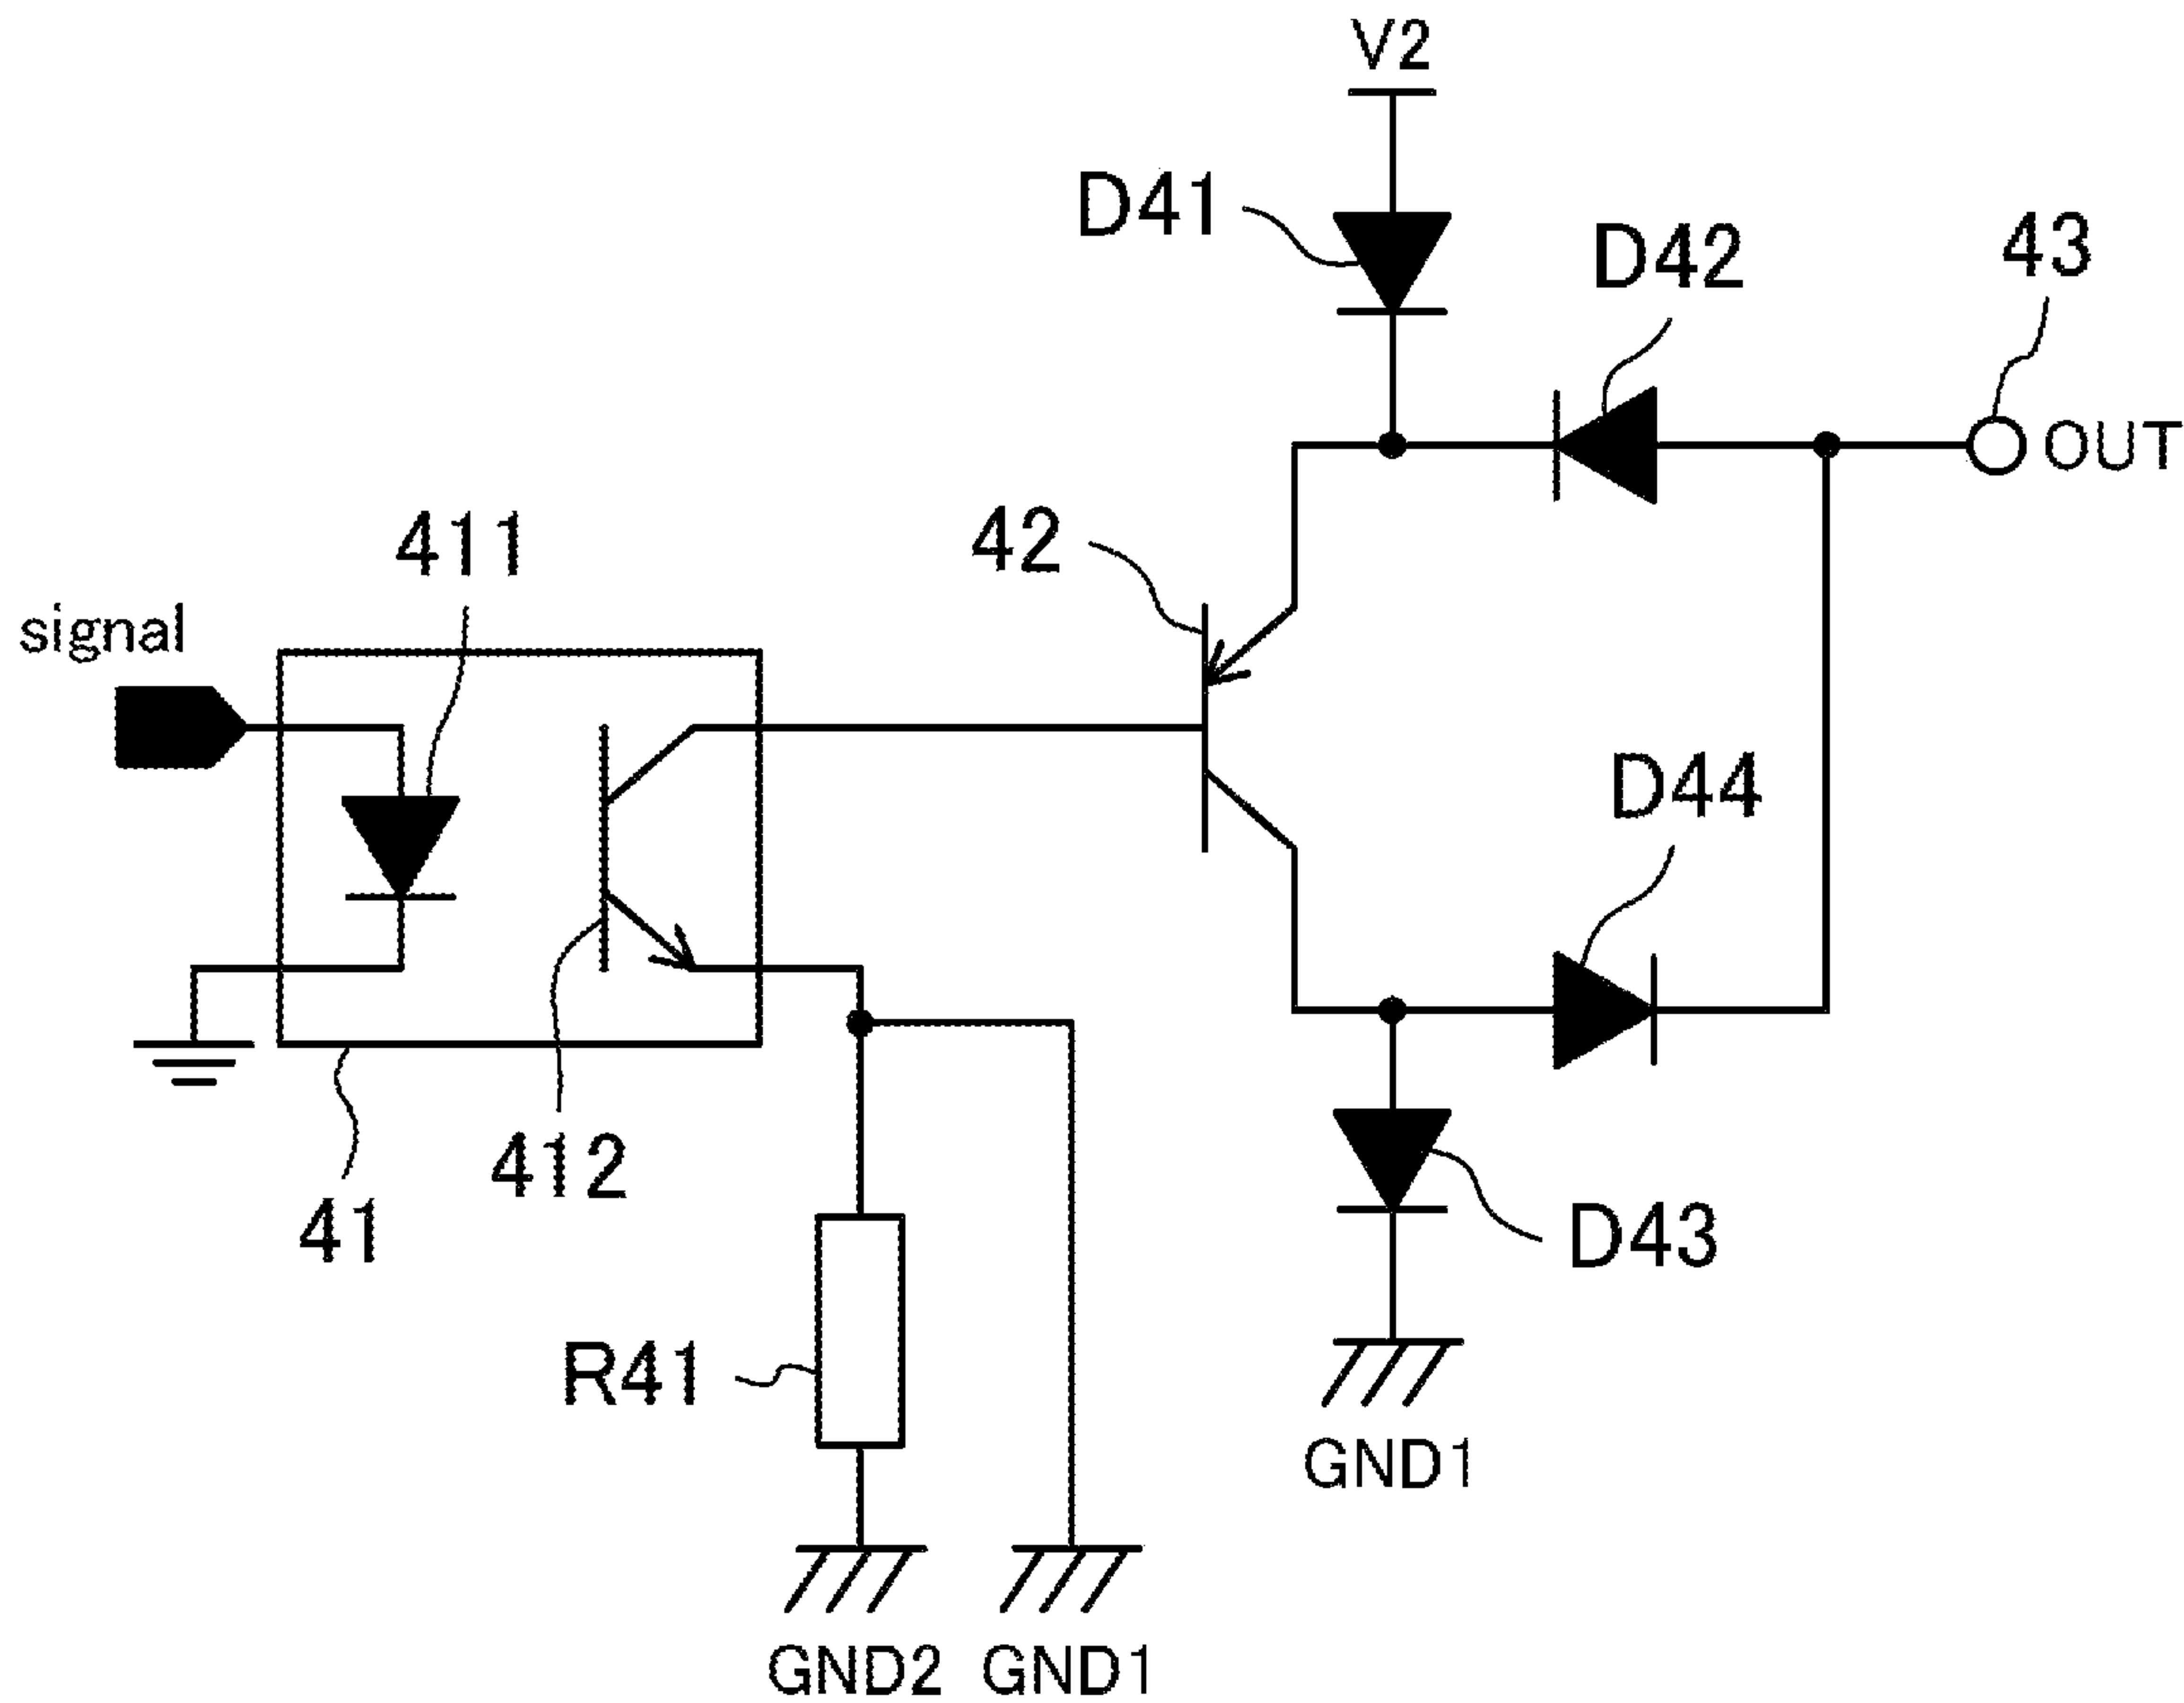 V2
D41
D42
43
OUT
411
42
signal
D44
412
41
D43
R41
GND1
GND2
GND1